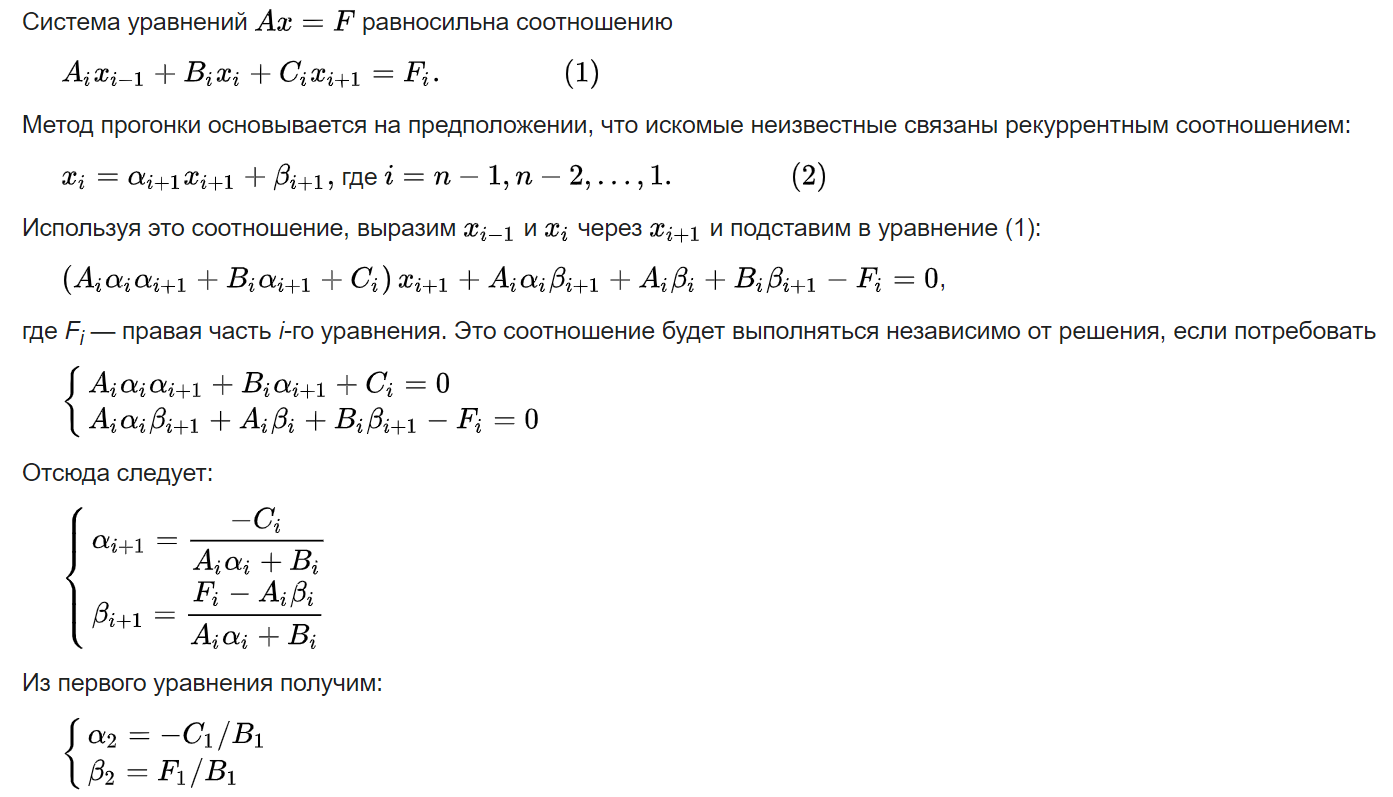 Система уравнений Ax = F равносильна соотношению
A_i x_{i−1} + B_i x_i + C_i x_{i+1} = F_i. (1)
Метод прогонки основывается на предположении, что искомые неизвестные связаны рекуррентным соотношением:
x_i = α_{i+1} x_{i+1} + β_{i+1}, где i = n − 1, n − 2, …, 1. (2)
Используя это соотношение, выразим x_{i−1} и x_i через x_{i+1} и подставим в уравнение (1):
(A_i α_i α_{i+1} + B_i α_{i+1} + C_i) x_{i+1} + A_i α_i β_{i+1} + A_i β_i + B_i β_{i+1} − F_i = 0,
где F_i — правая часть i-го уравнения. Это соотношение будет выполняться независимо от решения, если потребовать
{ A_i α_i α_{i+1} + B_i α_{i+1} + C_i = 0
A_i α_i β_{i+1} + A_i β_i + B_i β_{i+1} − F_i = 0
Отсюда следует:
{ α_{i+1} = −C_i / (A_i α_i + B_i)
β_{i+1} = (F_i − A_i β_i) / (A_i α_i + B_i)
Из первого уравнения получим:
{ α_2 = −C_1/B_1
β_2 = F_1/B_1